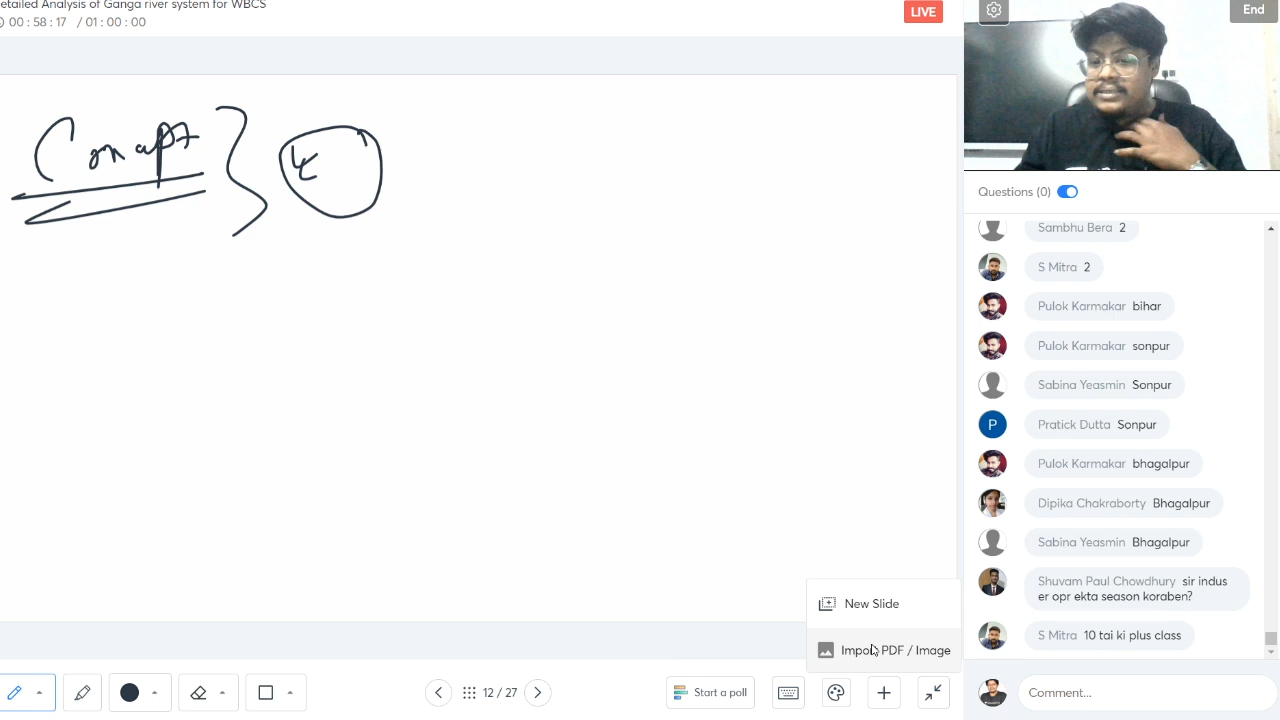 etailed Analysis of Ganga river system for WBCS
00 : 58 : 17 / 01 : 00 : 00
LIVE
End
Questions (0)
Sambhu Bera 2
S Mitra 2
Pulok Karmakar bihar
Pulok Karmakar sonpur
Sabina Yeasmin Sonpur
P
Pratick Dutta Sonpur
Pulok Karmakar bhagalpur
Dipika Chakraborty Bhagalpur
Sabina Yeasmin Bhagalpur
Shuvam Paul Chowdhury sir indus
er opr ekta season koraben?
S Mitra 10 tai ki plus class
New Slide
Import PDF / Image
12 / 27
Start a poll
Comment...